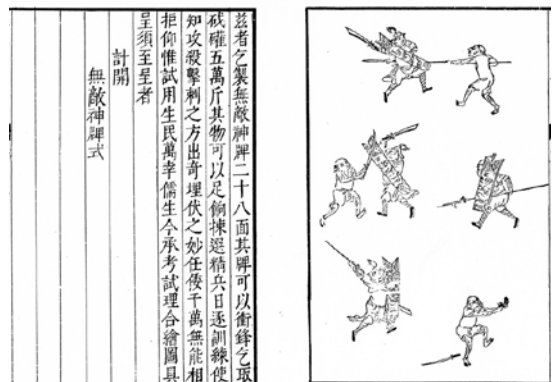 兹者乞製無敵神牌二十八面其牌可以衝鋒乞取
砍礶五萬斤其物可以足餉揀選精兵日逐訓練使
知攻殺擊刺之方出奇埋伏之妙任倭千萬無能相
拒仰惟試用生民萬幸儒生今承考試理合繪圖具
呈須至呈者
計開
無敵神牌式